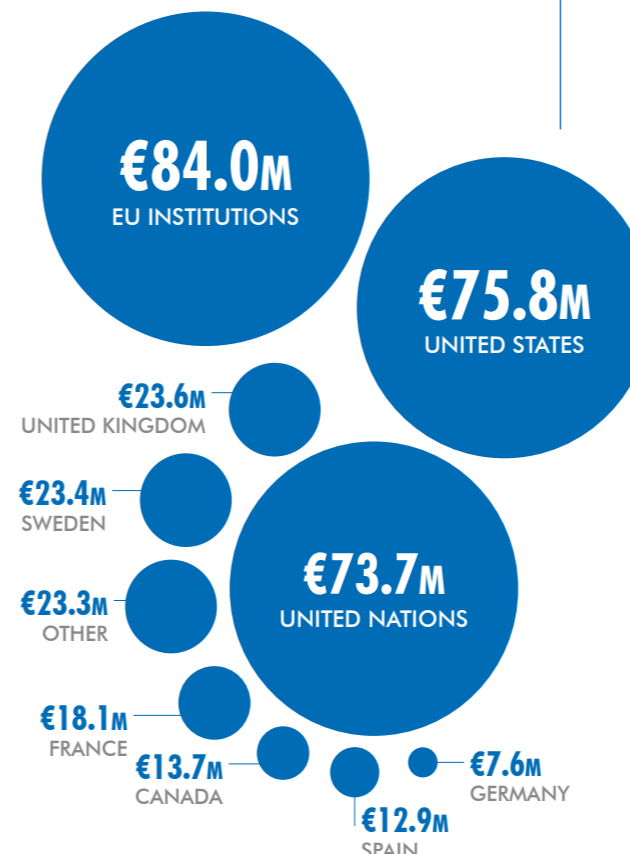 €84.0M
EU INSTITUTIONS
€75.8M
UNITED STATES
€23.6M
UNITED KINGDOM
€23.4M
SWEDEN
€73.7M
UNITED NATIONS
€23.3M
OTHER
€18.1M
FRANCE
€13.7M
CANADA
€7.6M
GERMANY
€12.9M
SPAIN